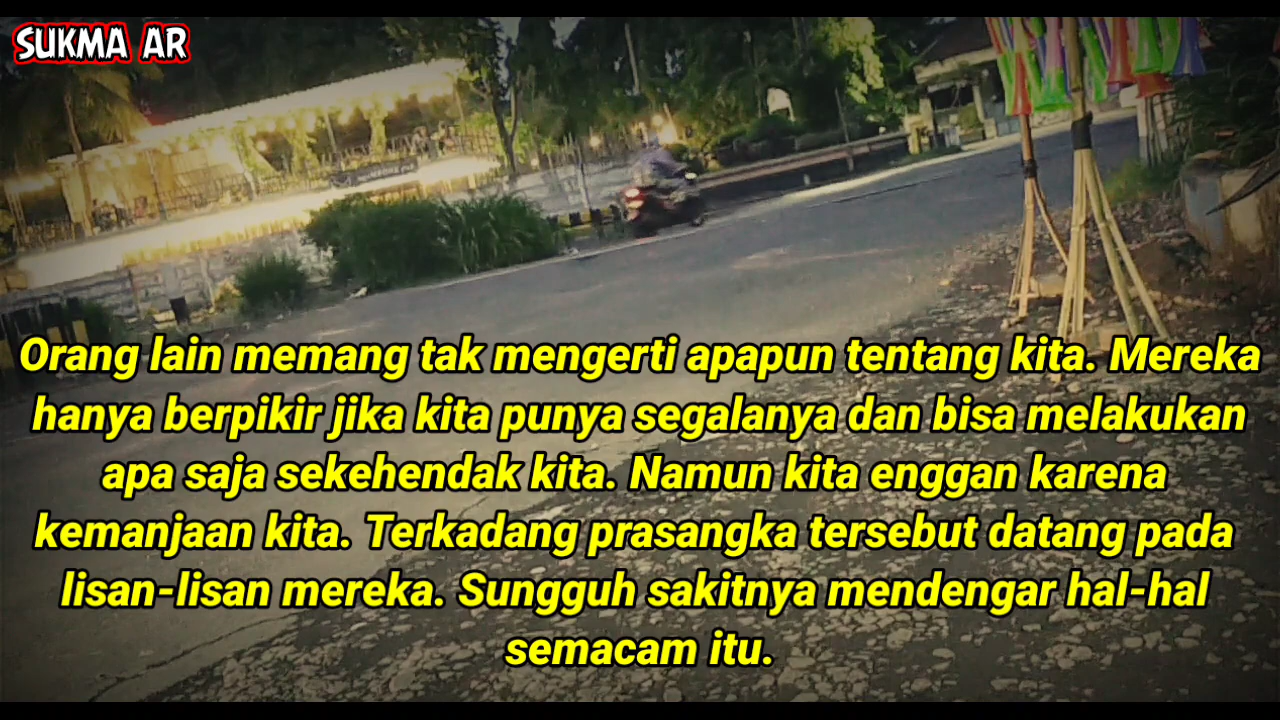 SUKMA AR
Orang lain memang tak mengerti apapun tentang kita. Mereka
hanya berpikir jika kita punya segalanya dan bisa melakukan
apa saja sekehendak kita. Namun kita enggan karena
kemanjaan kita. Terkadang prasangka tersebut datang pada
lisan-lisan mereka. Sungguh sakitnya mendengar hal-hal
semacam itu.